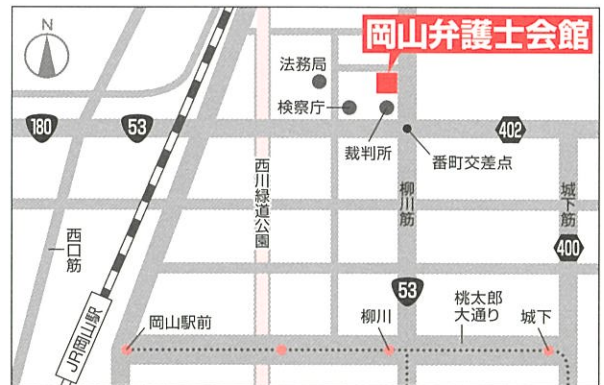 N
岡山弁護士会館
法務局
検察庁
裁判所
180
53
402
番町交差点
西川緑道公園
柳川筋
城下筋
400
西口筋
53
桃太郎
大通り
JR岡山駅
岡山駅前
柳川
城下